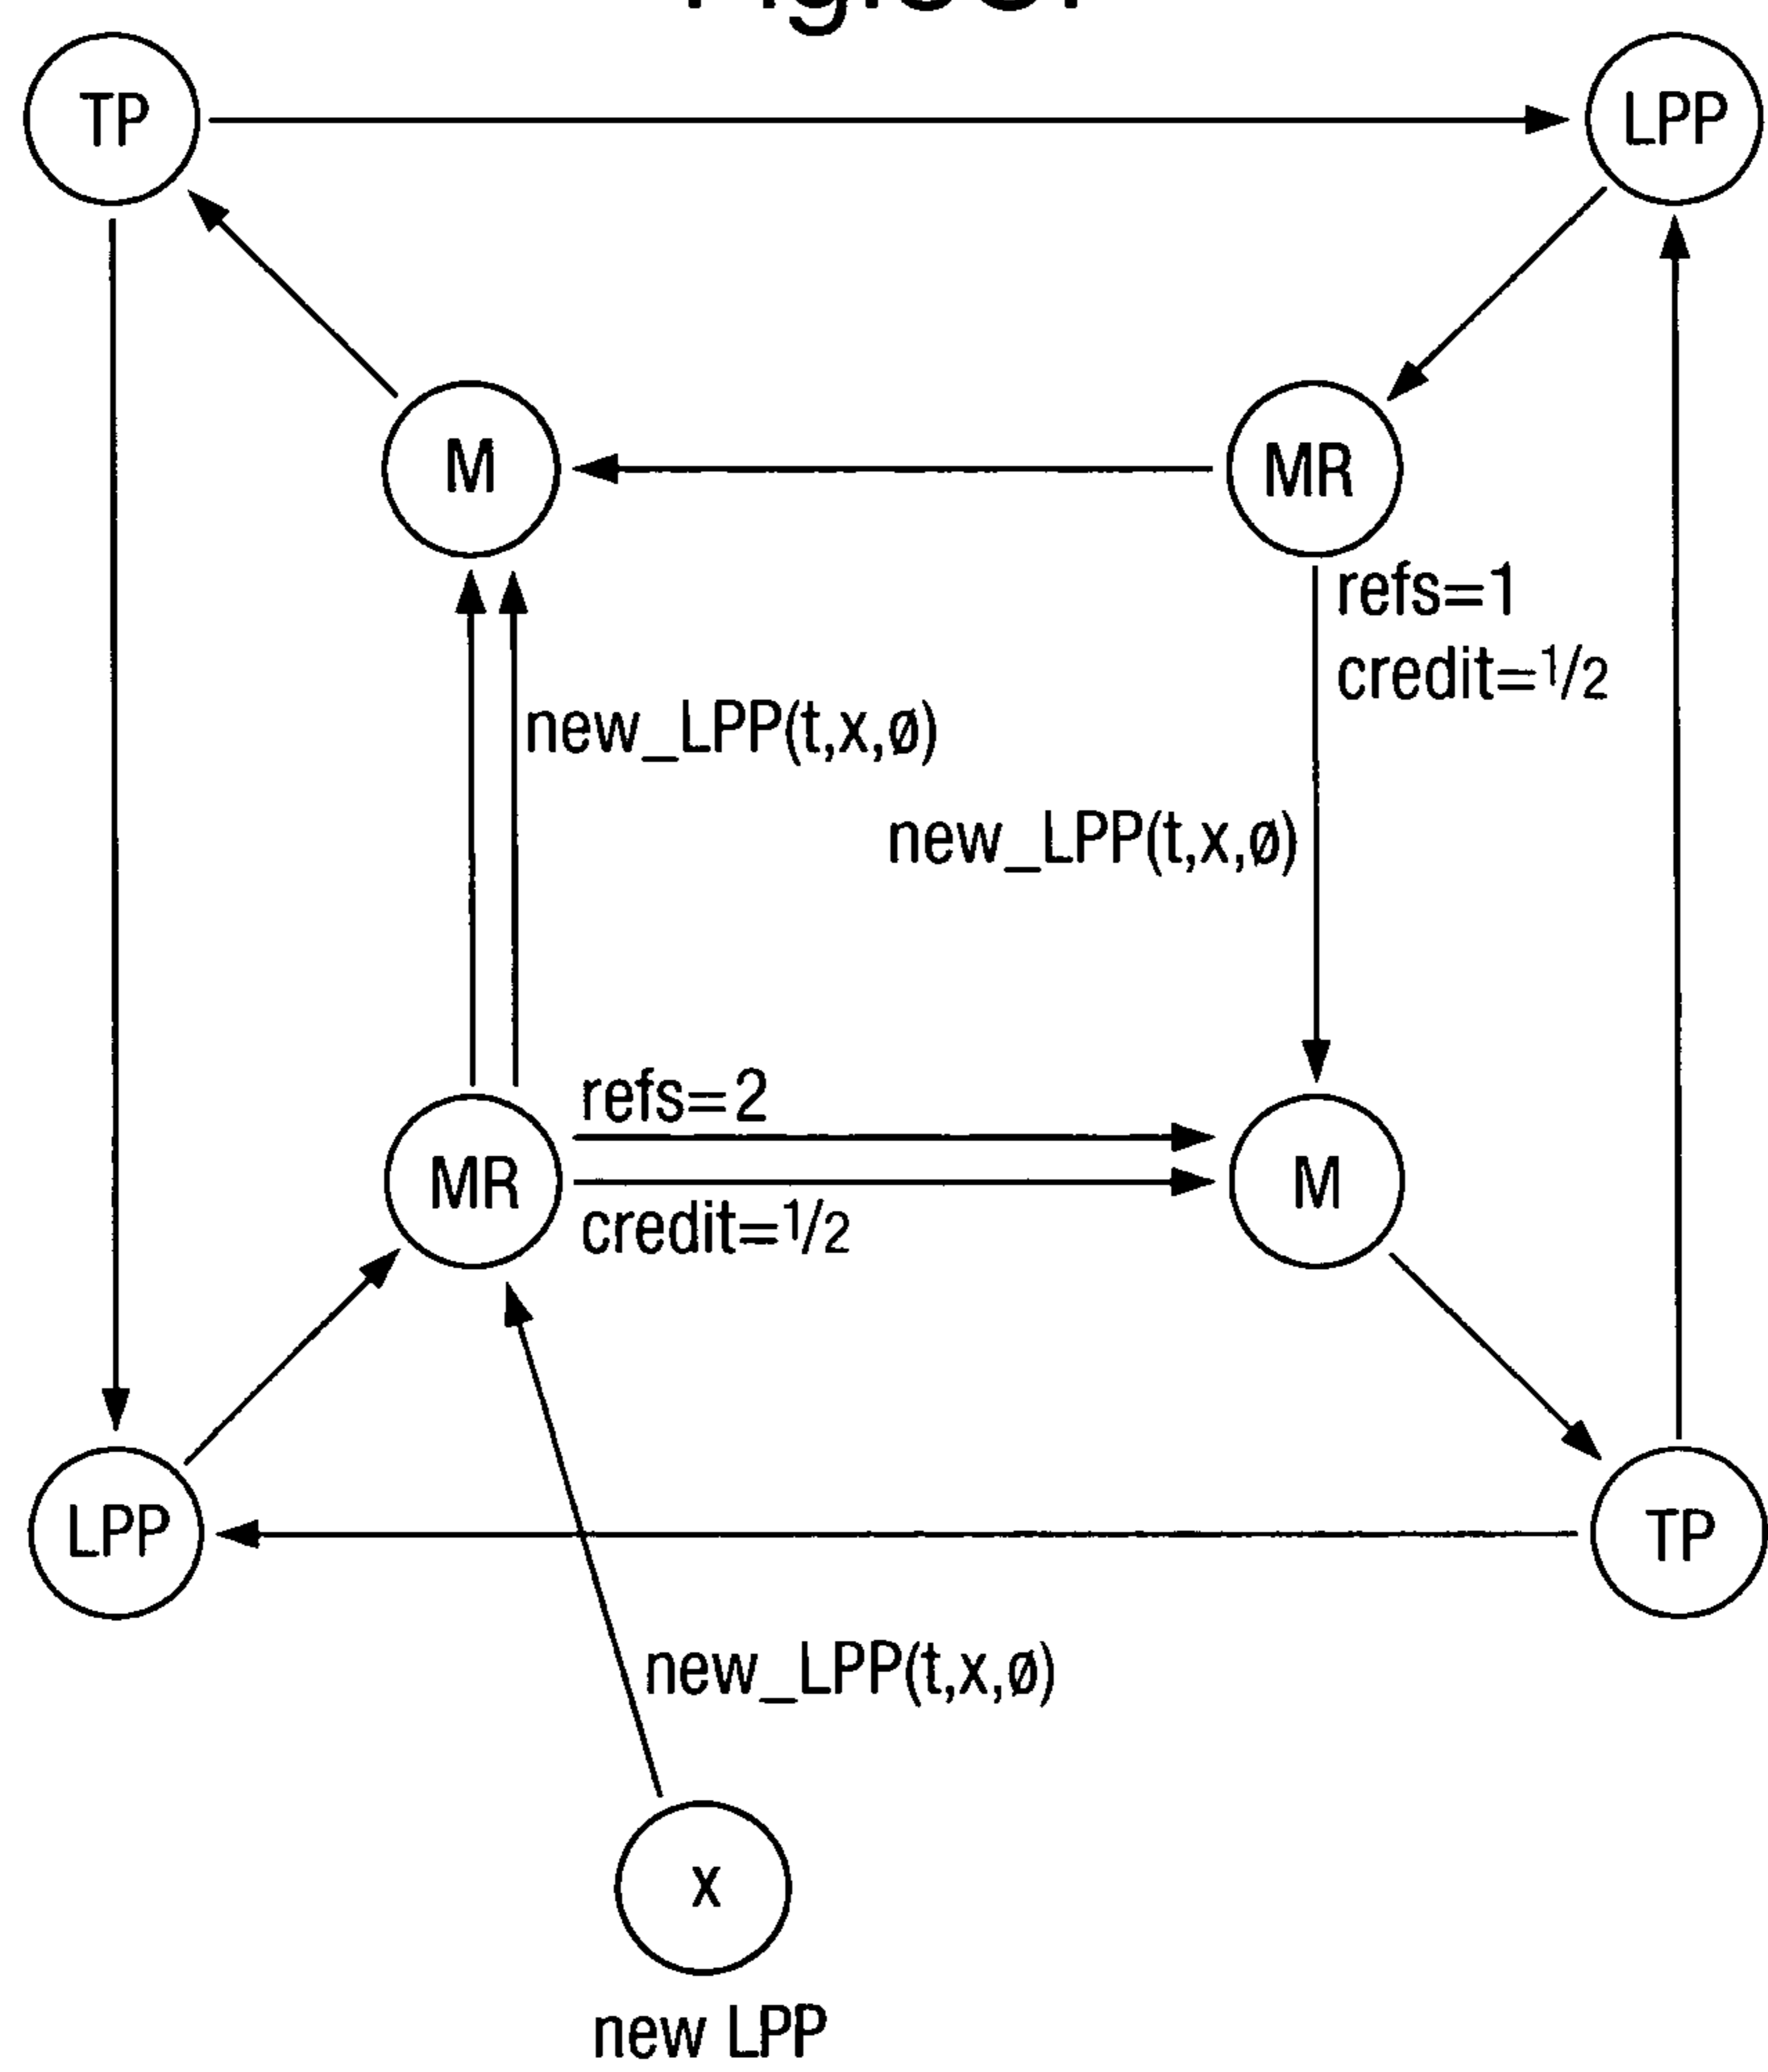 TP
LPP
M
MR
refs=1
credit=1/2
new_LPP(t,x,ø)
new_LPP(t,x,ø)
refs=2
MR
M
credit=1/2
LPP
TP
new_LPP(t,x,ø)
x
new LPP